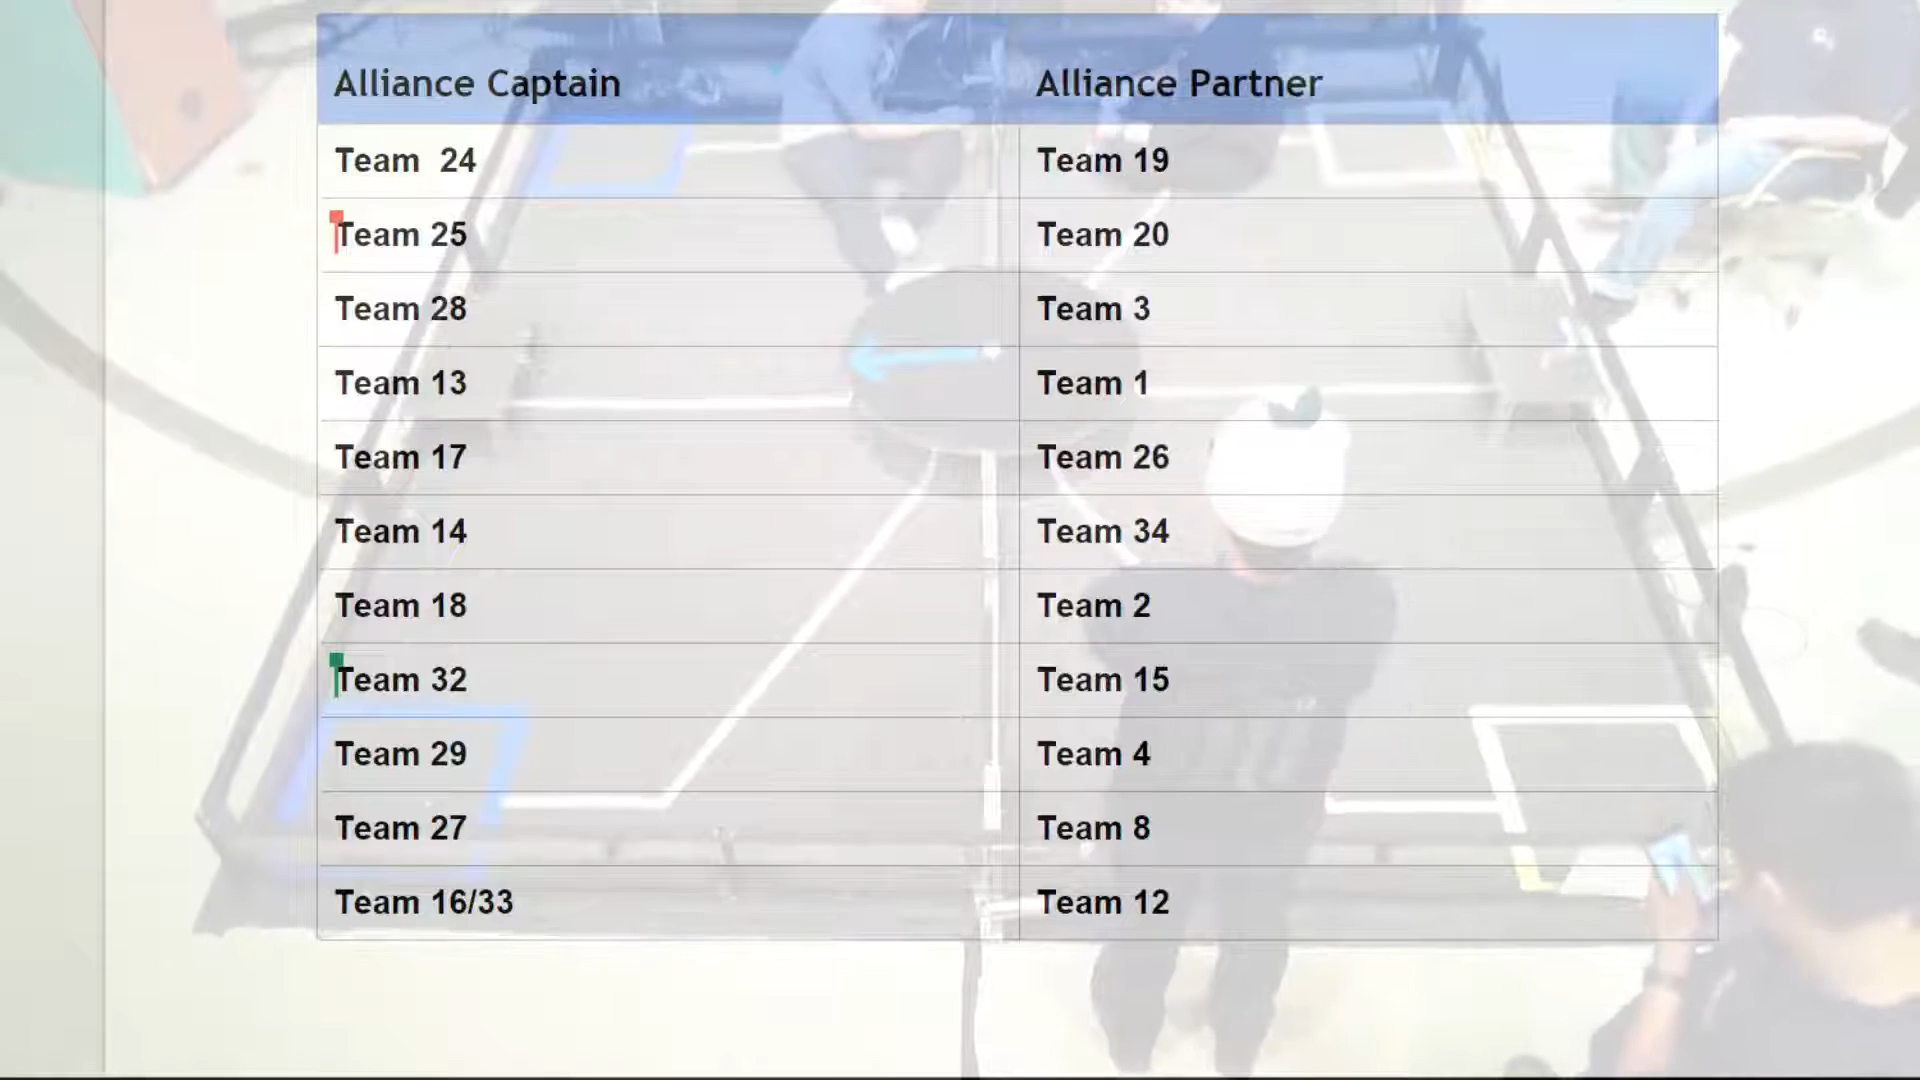 Alliance Captain Alliance Partner
Team 24 Team 19
Team 25 Team 20
Team 28 Team 3
Team 13 Team 1
Team 17 Team 26
Team 14 Team 34
Team 18 Team 2
Team 32 Team 15
Team 29 Team 4
Team 27 Team 8
Team 16/33 Team 12